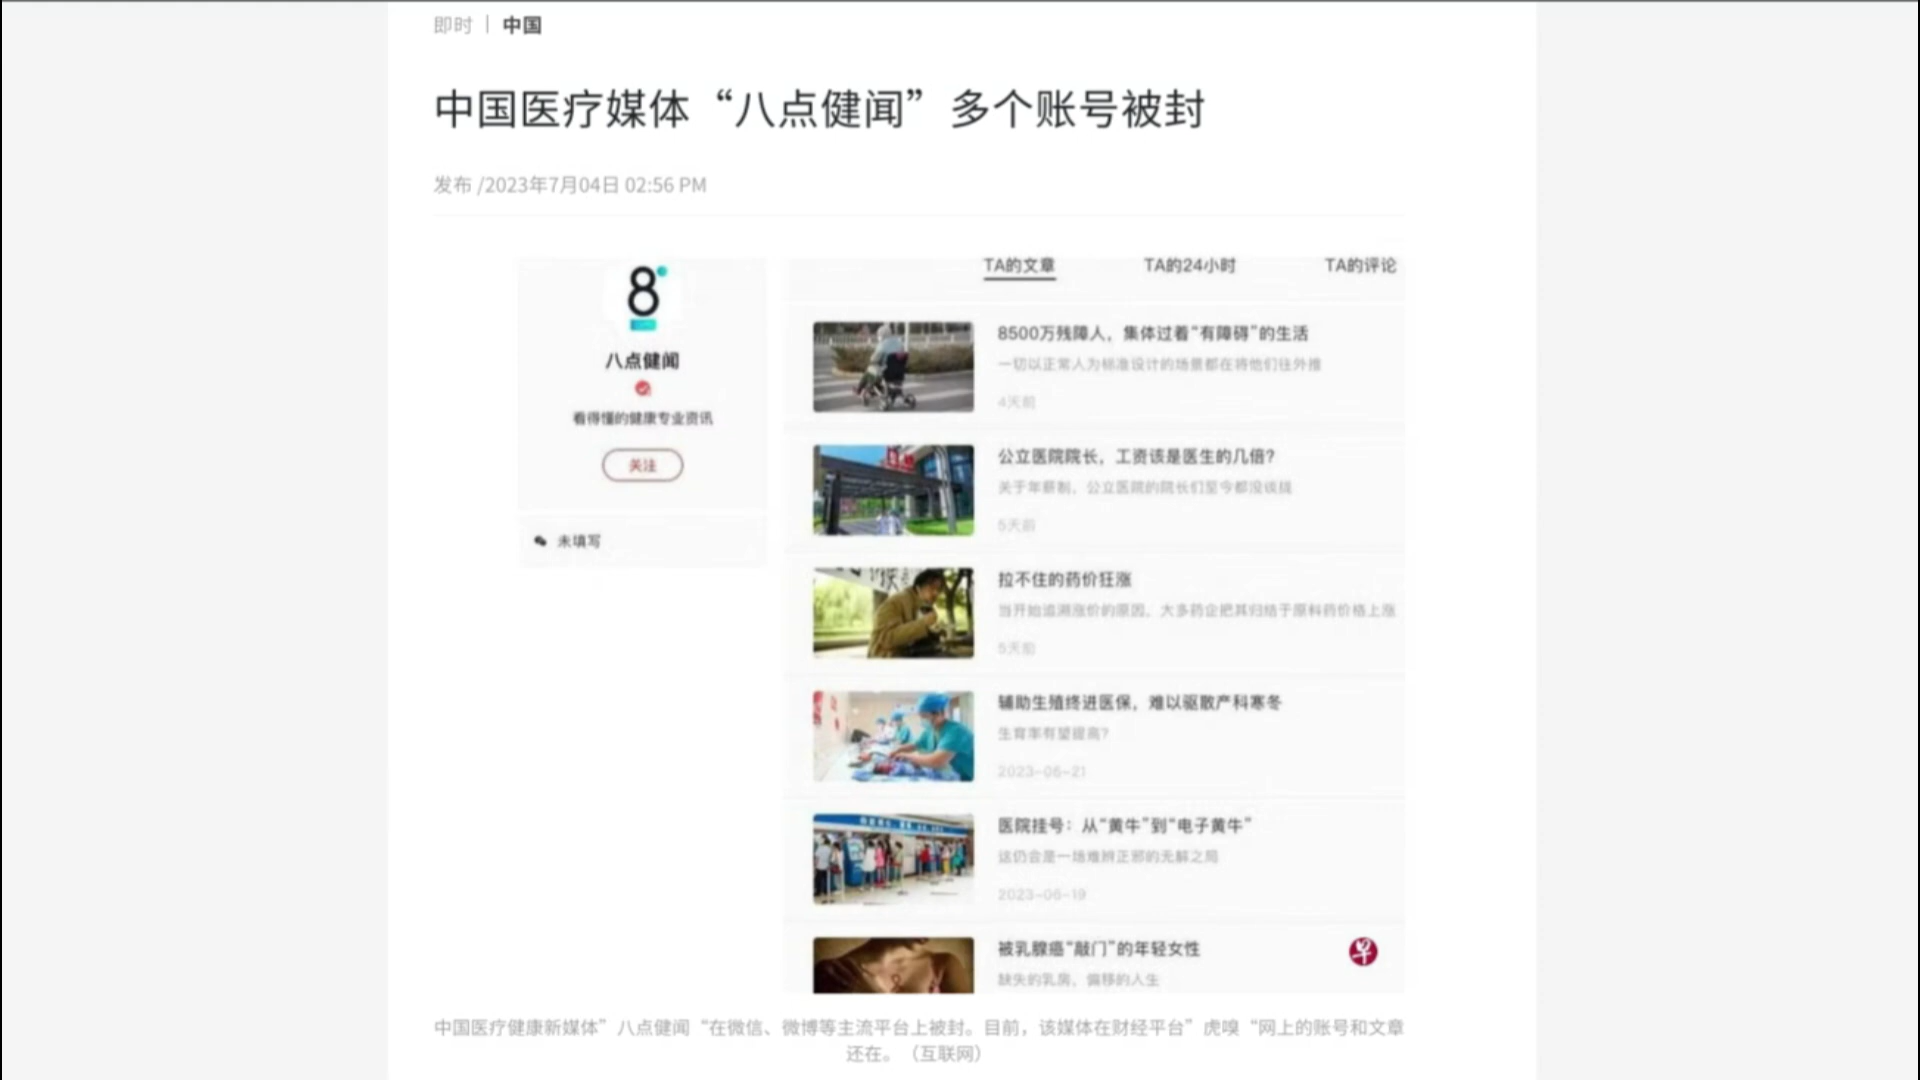 即时 | 中国
中国医疗媒体“八点健闻”多个账号被封
发布 /2023年7月04日 02:56 PM
8
八点健闻
看得懂的健康专业资讯
关注
未填写
TA的文章 TA的24小时 TA的评论
8500万残障人，集体过着“有障碍”的生活
一切以正常人为标准设计的场景都在将他们往外推
4天前
公立医院院长，工资该是医生的几倍？
关于年薪制，公立医院的院长们至今都没谈拢
5天前
拉不住的药价狂涨
当开始追溯涨价的原因，大多药企把其归结于原料药价格上涨
5天前
辅助生殖终进医保，难以驱散产科寒冬
生育率有望提高？
2023-06-21
医院挂号：从“黄牛”到“电子黄牛”
这仍会是一场难辨正邪的无解之局
2023-06-19
被乳腺癌“敲门”的年轻女性
缺失的乳房，偏移的人生
早
中国医疗健康新媒体”八点健闻“在微信、微博等主流平台上被封。目前，该媒体在财经平台”虎嗅“网上的账号和文章
还在。（互联网）